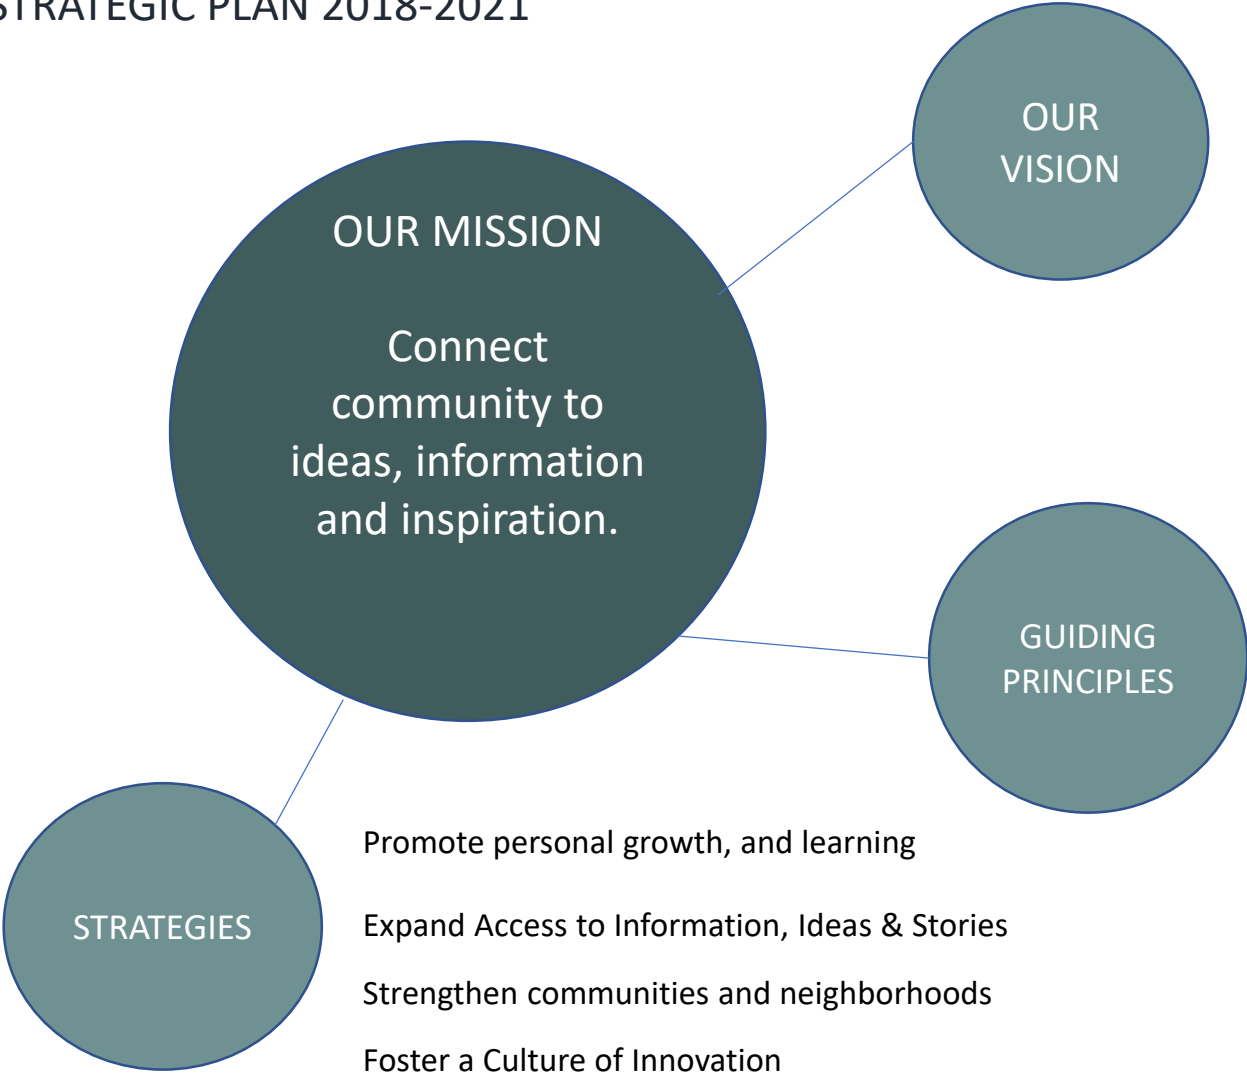 STRATEGIC PLAN 2018-2021
OUR
VISION
OUR MISSION
Connect
community to
ideas, information
and inspiration.
GUIDING
PRINCIPLES
STRATEGIES
Promote personal growth, and learning
Expand Access to Information, Ideas & Stories
Strengthen communities and neighborhoods
Foster a Culture of Innovation